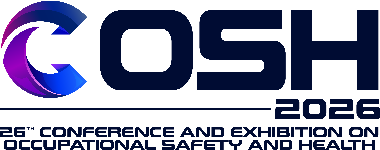 COSH
2026
26TH CONFERENCE AND EXHIBITION ON
OCCUPATIONAL SAFETY AND HEALTH